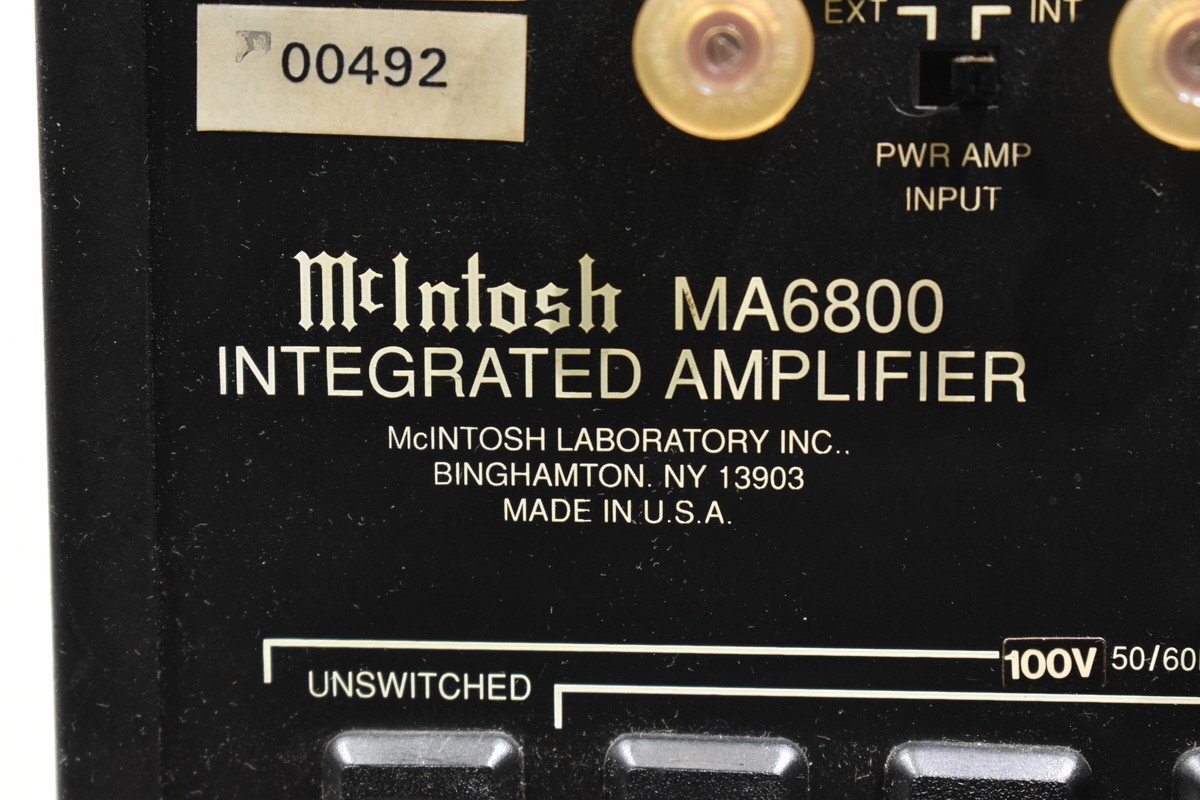 00492
EXT INT
PWR AMP
INPUT
McIntosh MA6800
INTEGRATED AMPLIFIER
McINTOSH LABORATORY INC..
BINGHAMTON. NY 13903
MADE IN U.S.A.
100V 50/60
UNSWITCHED